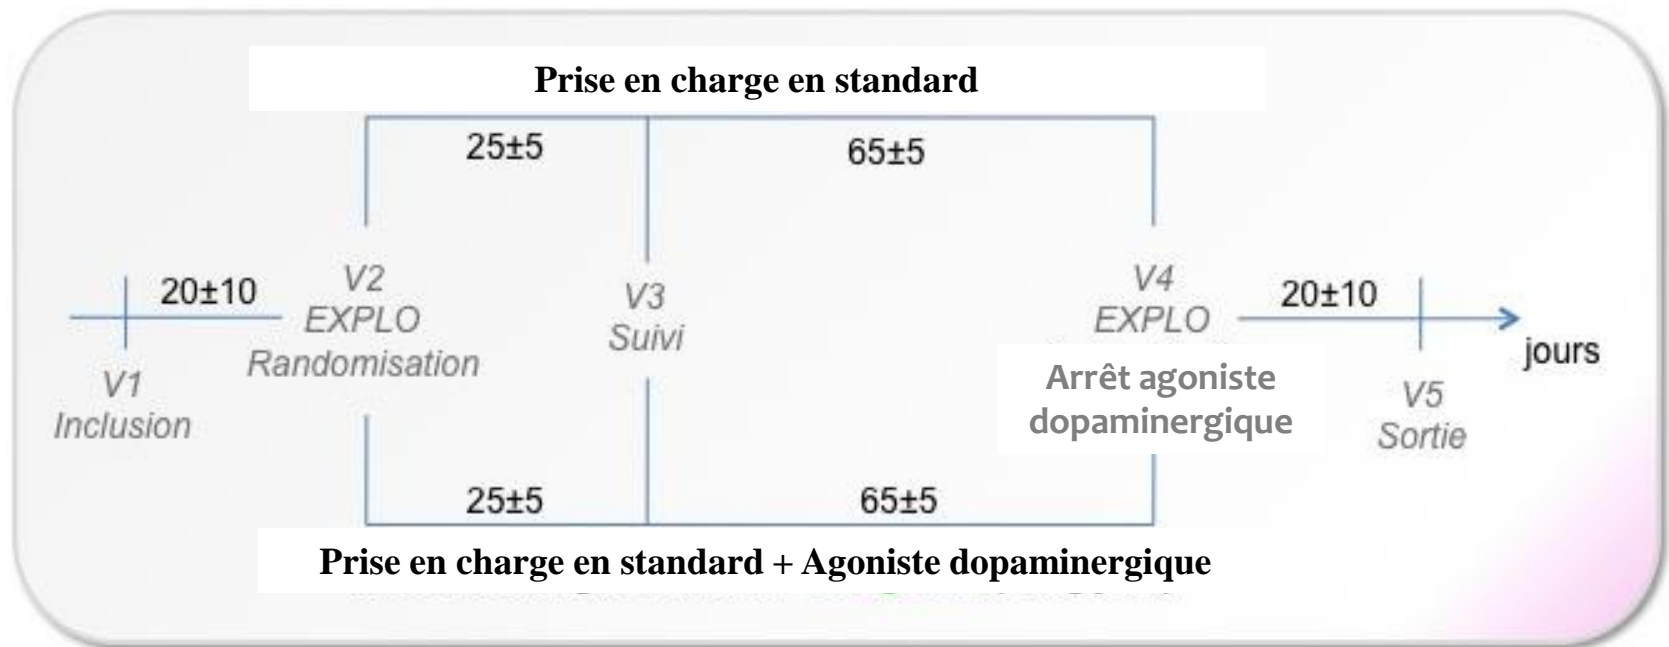 Prise en charge en standard
25±5
65±5
20±10
V1
Inclusion
V2
EXPLO
Randomisation
V3
Suivi
V4
EXPLO
Arrêt agoniste
dopaminergique
20±10
jours
V5
Sortie
25±5
65±5
Prise en charge en standard + Agoniste dopaminergique